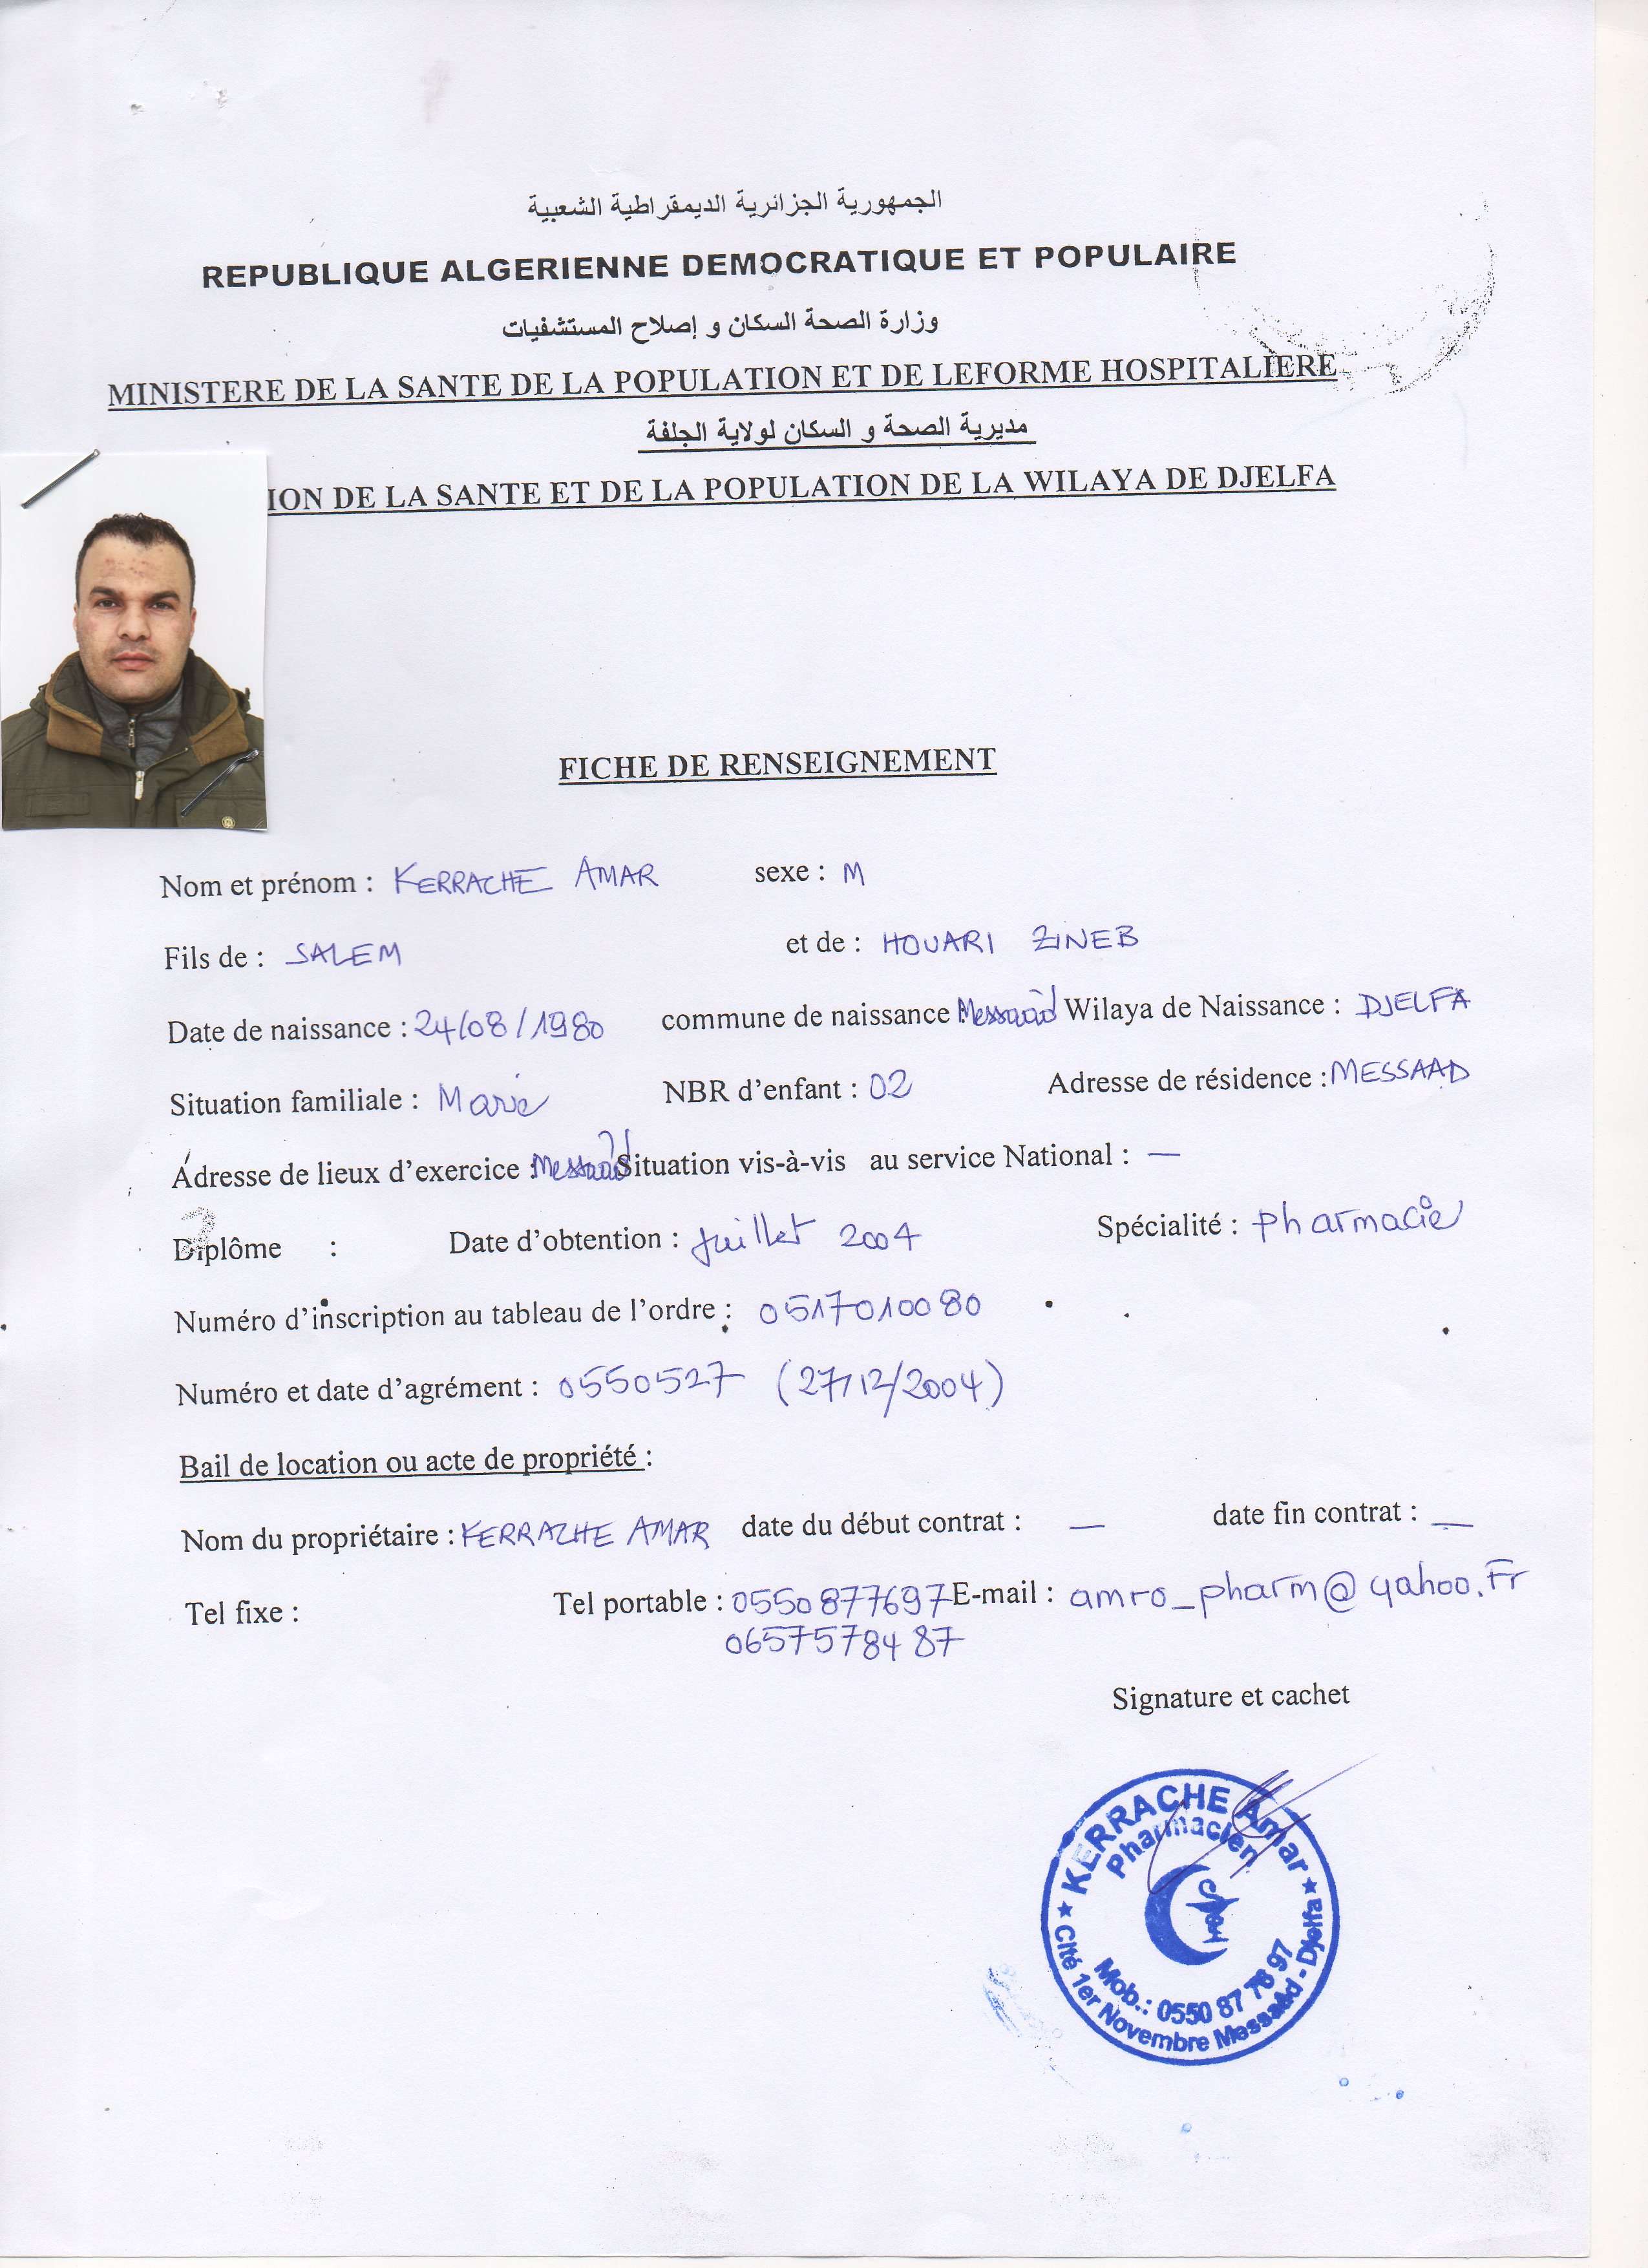 الجمهورية الجزائرية الديمقراطية الشعبية
REPUBLIQUE ALGERIENNE DEMOCRATIQUE ET POPULAIRE
وزارة الصحة السكان و إصلاح المستشفيات
MINISTERE DE LA SANTE DE LA POPULATION ET DE LEFORME HOSPITALIERE
مديرية الصحة و السكان لولاية الجلفة
ION DE LA SANTE ET DE LA POPULATION DE LA WILAYA DE DJELFA
FICHE DE RENSEIGNEMENT
Nom et prénom : KERRACHE AMAR sexe : M
Fils de : SALEM et de : HOUARI ZINEB
Date de naissance : 24/08/1980 commune de naissance : Messaad Wilaya de Naissance : DJELFA
Situation familiale : Marié NBR d'enfant : 02 Adresse de résidence : MESSAAD
Adresse de lieux d'exercice : Messaad Situation vis-à-vis au service National : —
Diplôme : Date d'obtention : Juillet 2004 Spécialité : pharmacie
Numéro d'inscription au tableau de l'ordre : 0517010080
Numéro et date d'agrément : 0550527 (27/12/2004)
Bail de location ou acte de propriété :
Nom du propriétaire : KERRACHE AMAR date du début contrat : — date fin contrat : —
Tel fixe : Tel portable : 0550877697 E-mail : amro_pharm@yahoo.Fr
0657578487
Signature et cachet
KERRACHE Amar
Pharmacien
Mob.: 0550 87 76 97
Cité 1er Novembre Messaâd - Djelfa